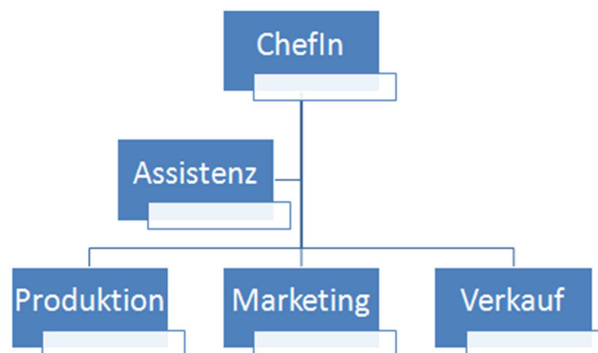 ChefIn
Assistenz
Produktion
Marketing
Verkauf